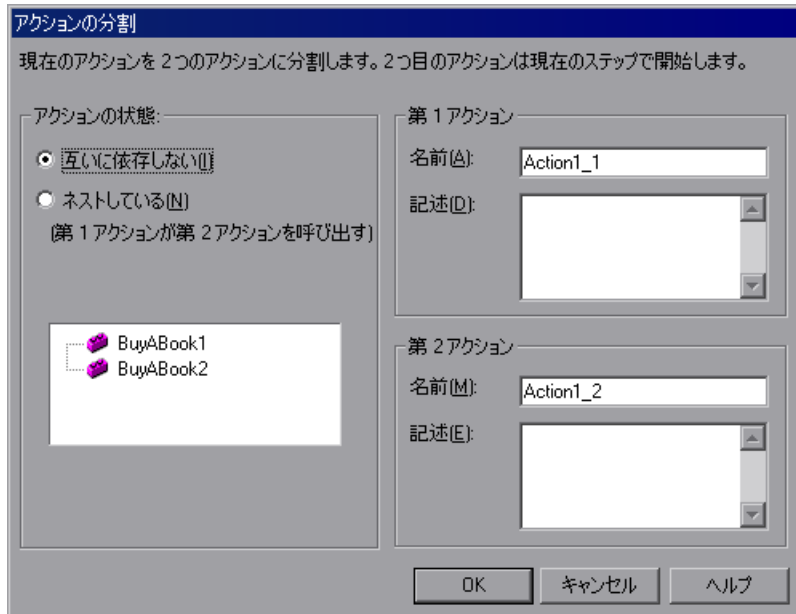 アクションの分割
現在のアクションを２つのアクションに分割します。２つ目のアクションは現在のステップで開始します。
アクションの状態:
互いに依存しない(I)
ネストしている(N)
(第１アクションが第２アクションを呼び出す)
BuyABook1
BuyABook2
第１アクション
名前(A):
Action1_1
記述(D):
第２アクション
名前(M):
Action1_2
記述(E):
OK
キャンセル
ヘルプ